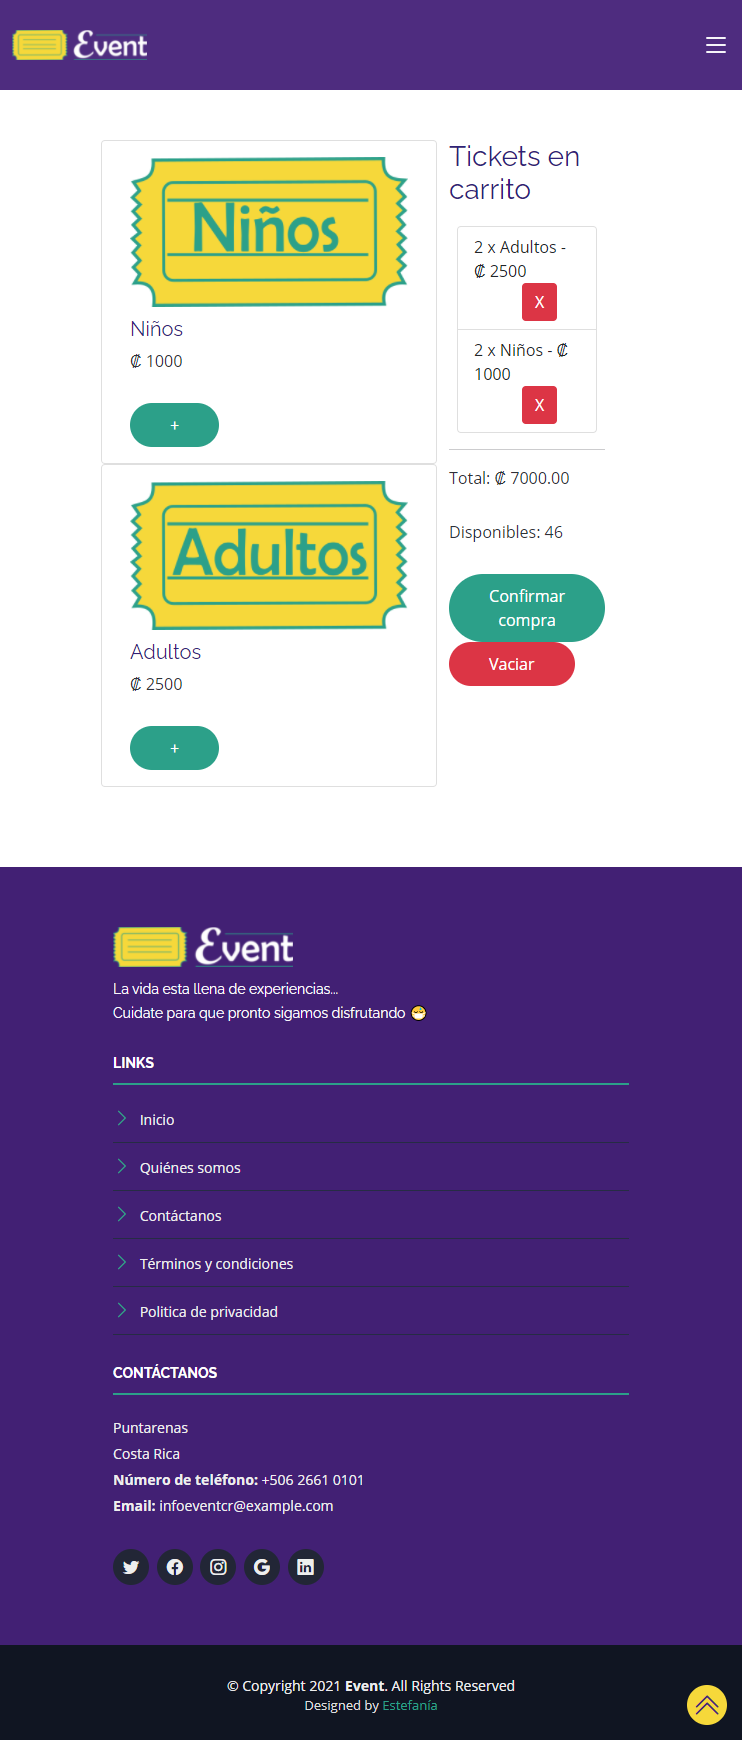 Event
Niños
Niños
₡ 1000
+
Adultos
Adultos
₡ 2500
+
Tickets en
carrito
2 x Adultos -
₡ 2500
X
2 x Niños - ₡
1000
X
Total: ₡ 7000.00
Disponibles: 46
Confirmar
compra
Vaciar
Event
La vida esta llena de experiencias...
Cuidate para que pronto sigamos disfrutando 😷
LINKS
Inicio
Quiénes somos
Contáctanos
Términos y condiciones
Politica de privacidad
CONTÁCTANOS
Puntarenas
Costa Rica
Número de teléfono: +506 2661 0101
Email: infoeventcr@example.com
© Copyright 2021 Event. All Rights Reserved
Designed by Estefanía